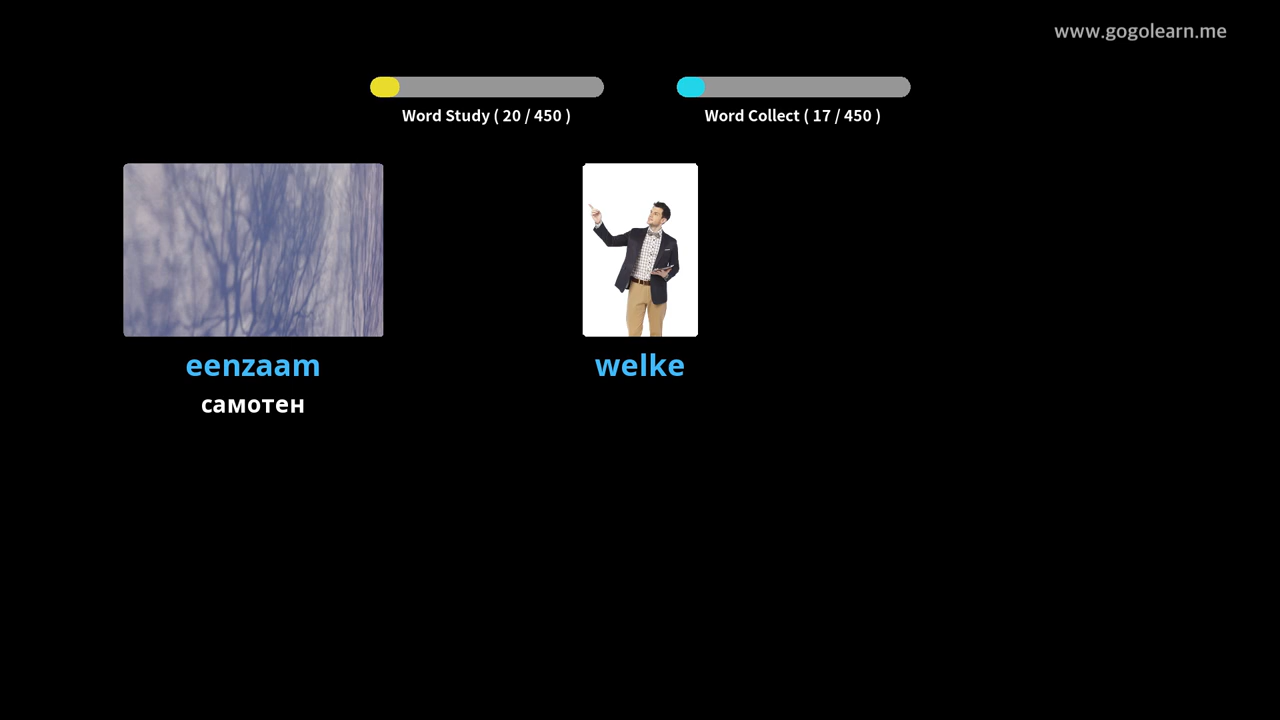 www.gogolearn.me
Word Study ( 20 / 450 )
Word Collect ( 17 / 450 )
eenzaam
самотен
welke